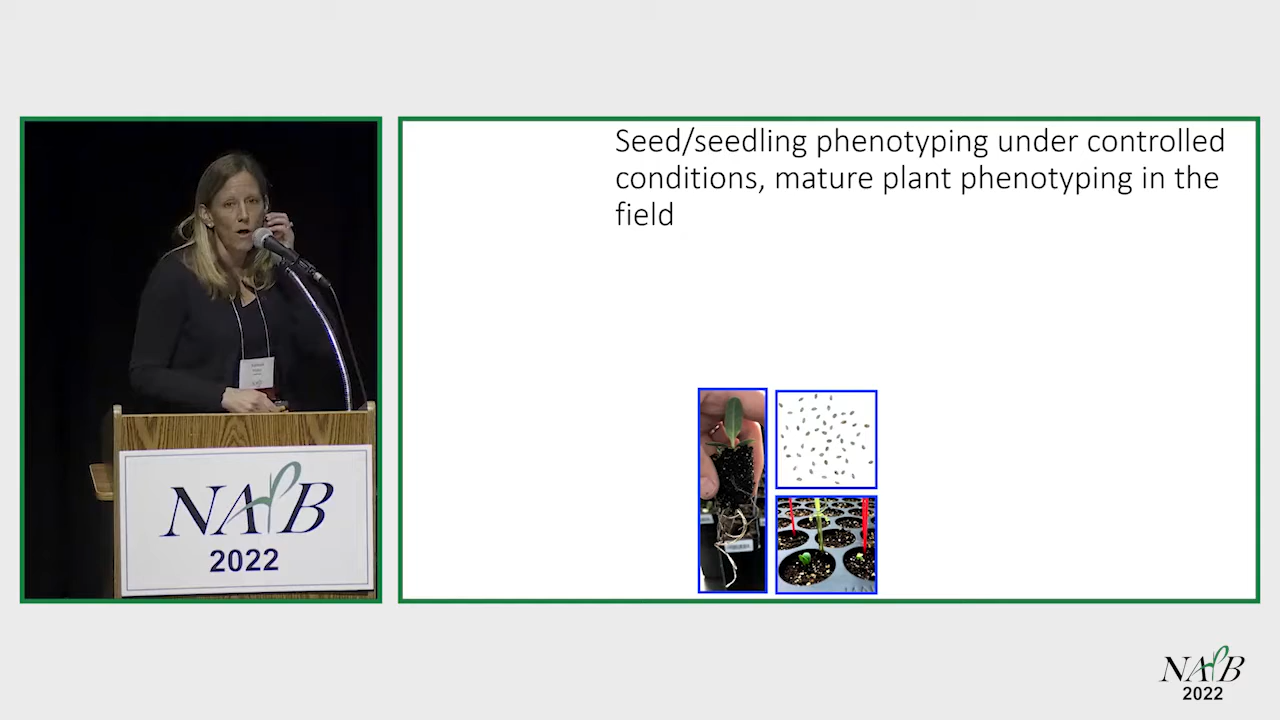 Seed/seedling phenotyping under controlled
conditions, mature plant phenotyping in the
field
NAPB
2022
NAPB
2022